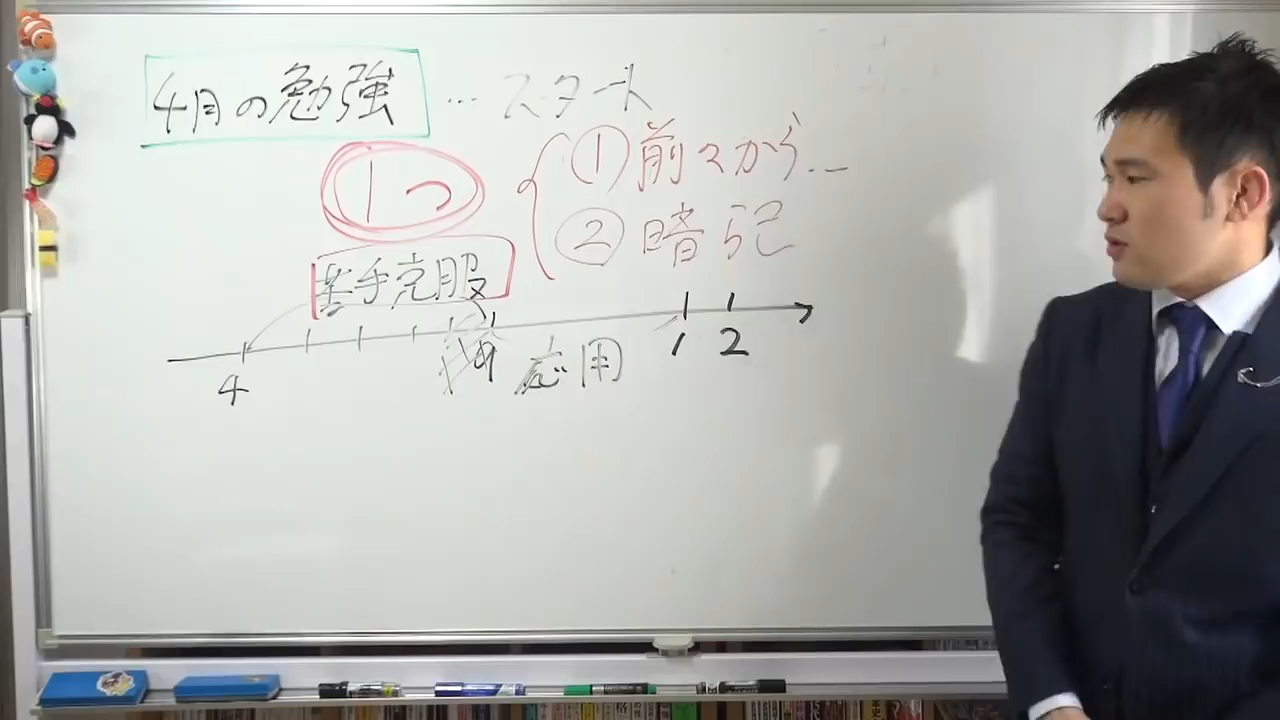 4月の勉強 …スタート
1つ
①前々から…
②暗記
苦手克服
4 9 応用 1 2